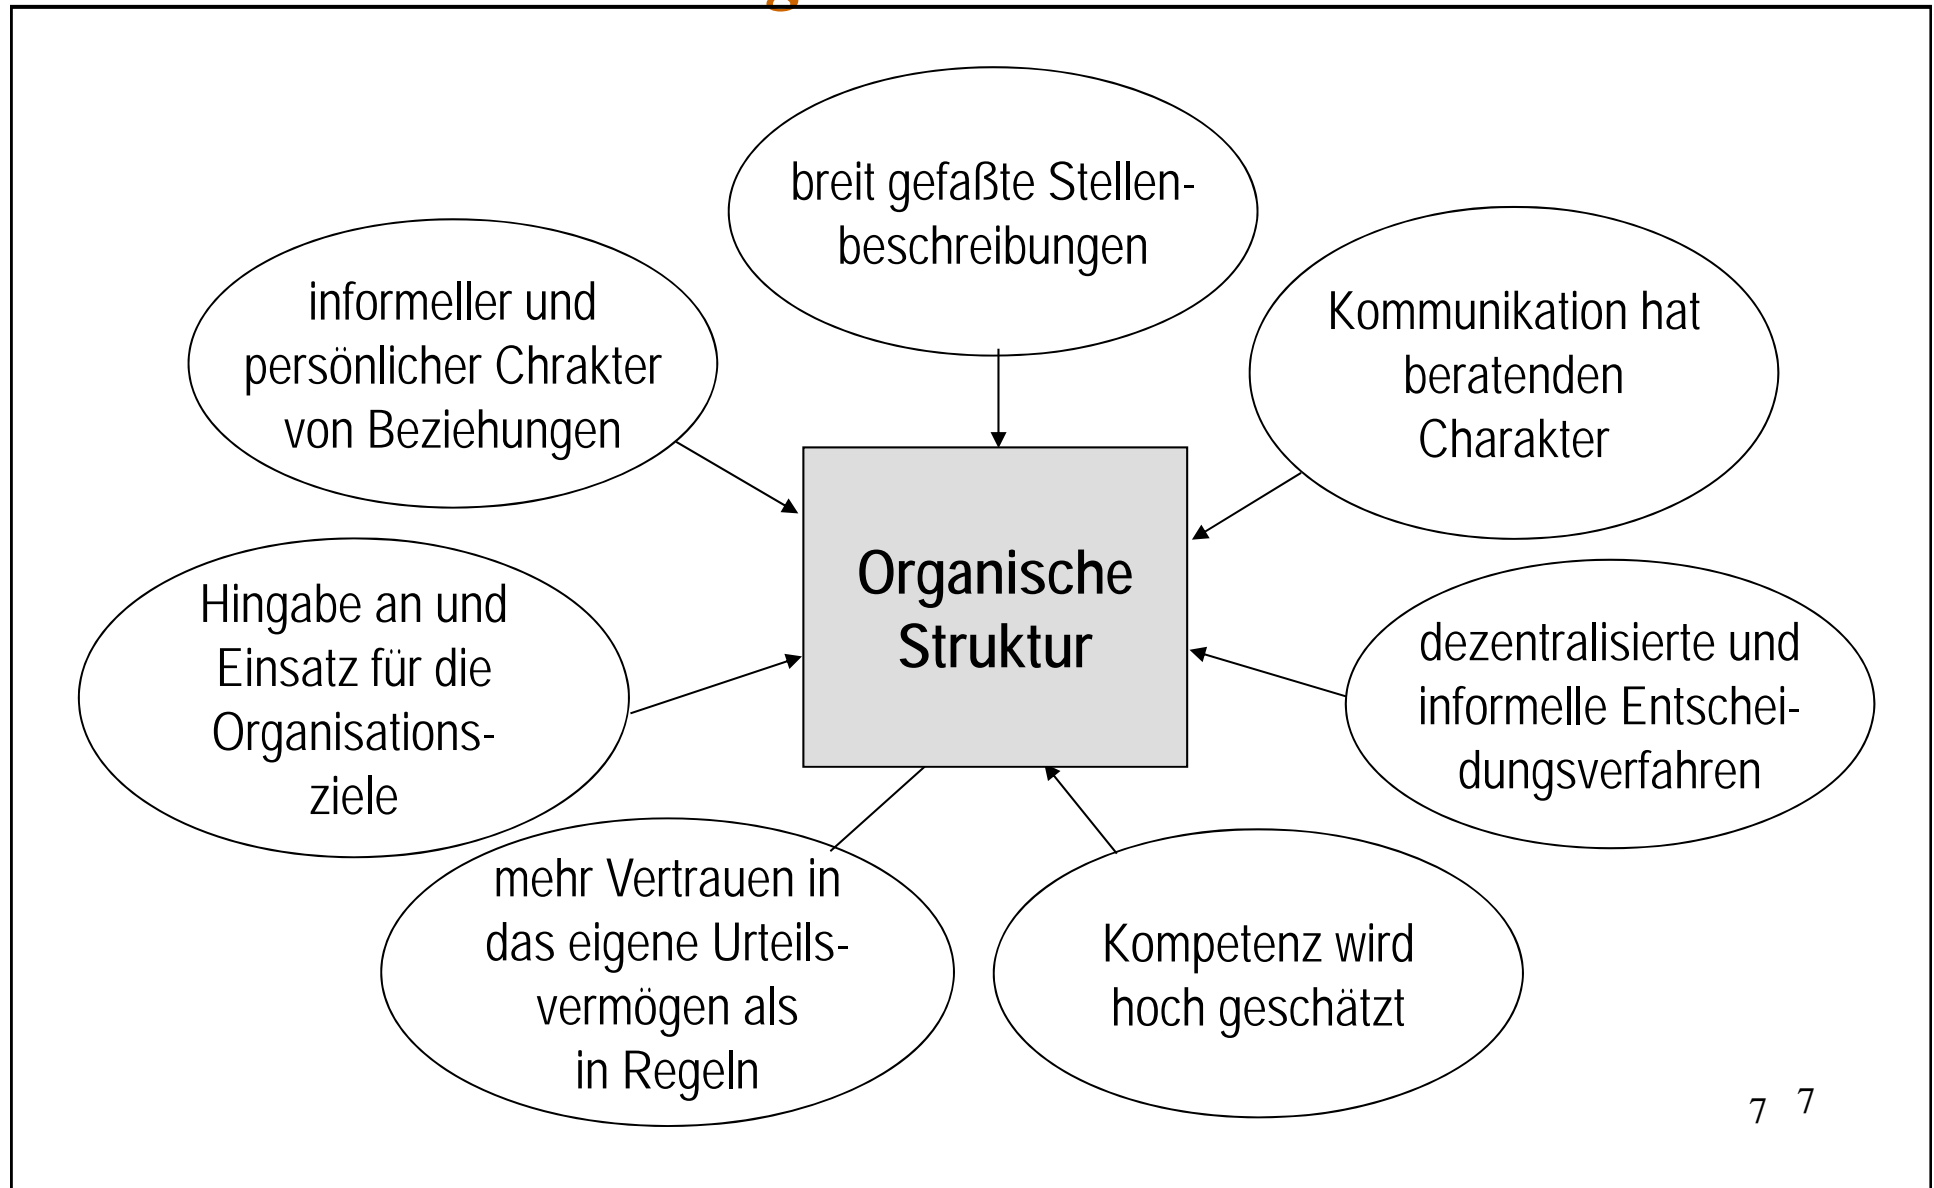 breit gefaßte Stellen-
beschreibungen
informeller und
persönlicher Chrakter
von Beziehungen
Kommunikation hat
beratenden
Charakter
Organische
Struktur
Hingabe an und
Einsatz für die
Organisations-
ziele
dezentralisierte und
informelle Entschei-
dungsverfahren
mehr Vertrauen in
das eigene Urteils-
vermögen als
in Regeln
Kompetenz wird
hoch geschätzt
7 7